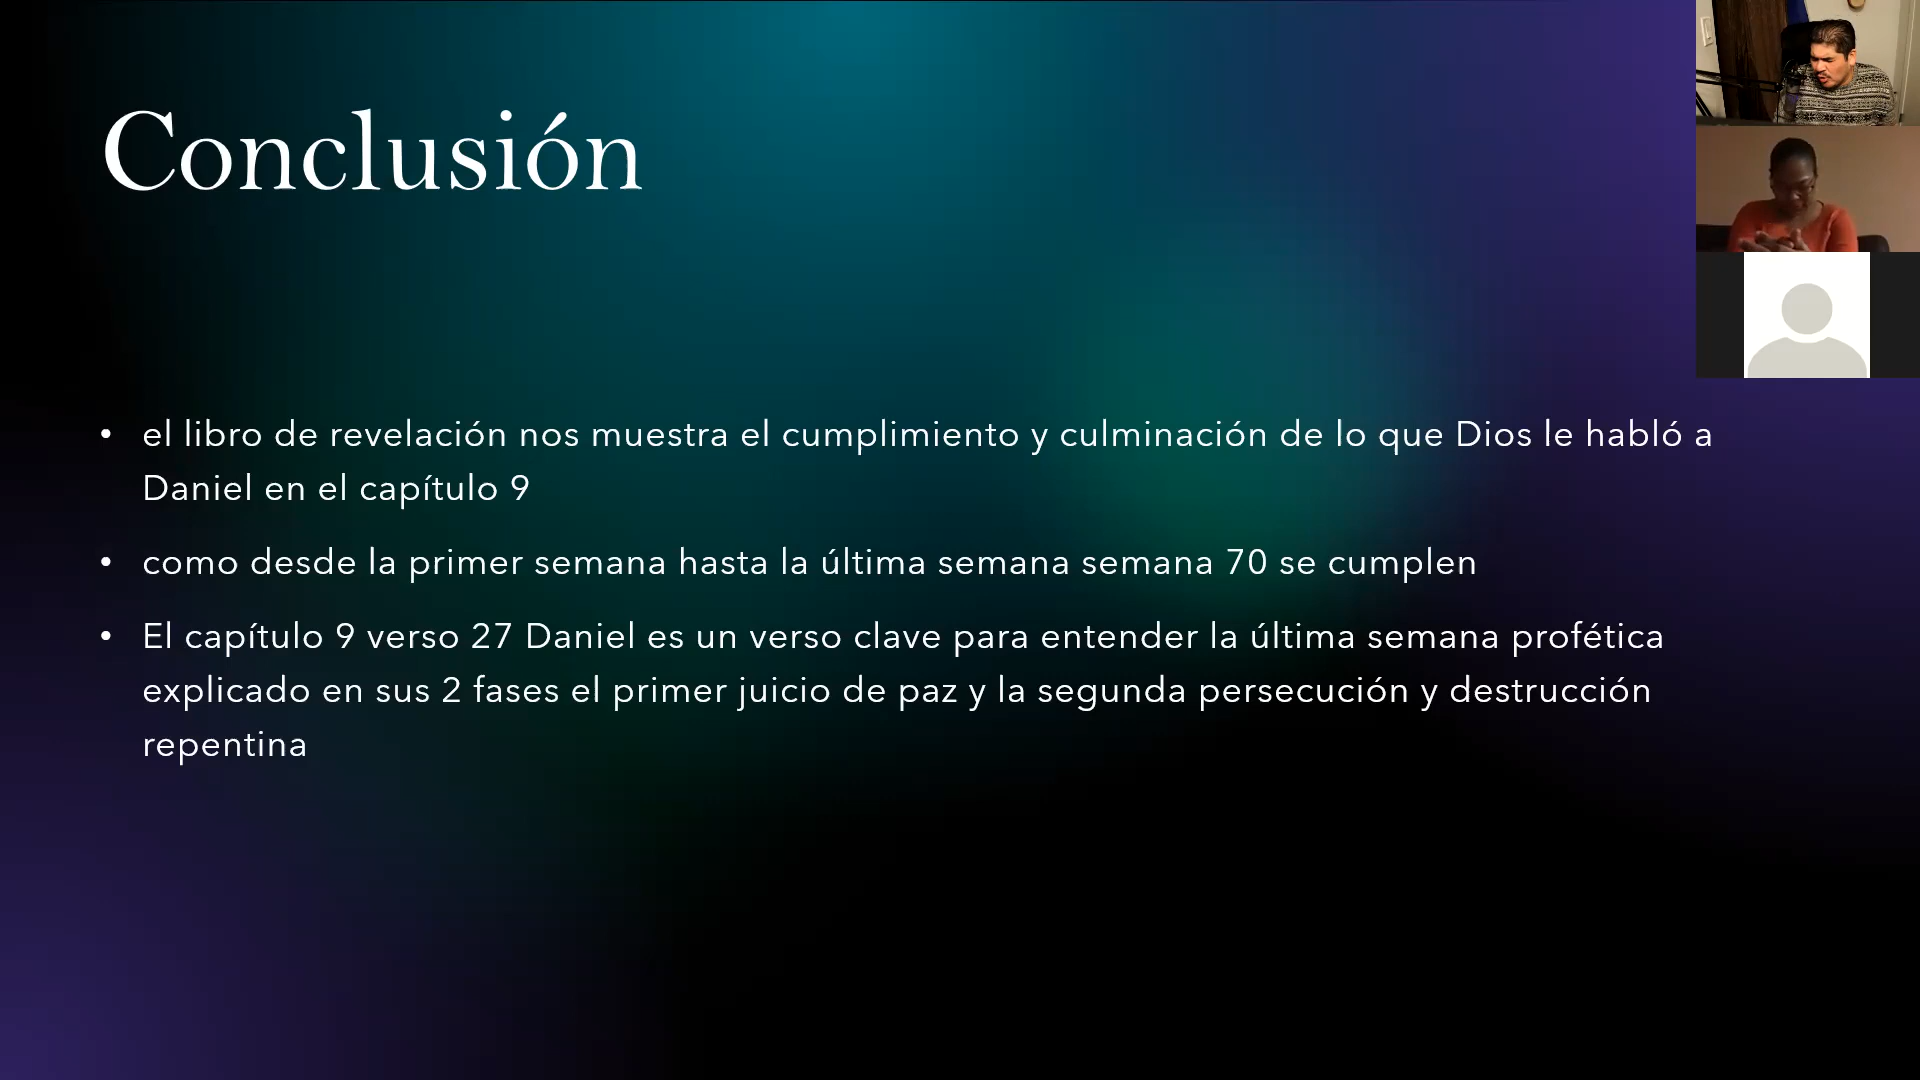 Conclusión
• el libro de revelación nos muestra el cumplimiento y culminación de lo que Dios le habló a
Daniel en el capítulo 9
• como desde la primer semana hasta la última semana semana 70 se cumplen
• El capítulo 9 verso 27 Daniel es un verso clave para entender la última semana profética
explicado en sus 2 fases el primer juicio de paz y la segunda persecución y destrucción
repentina